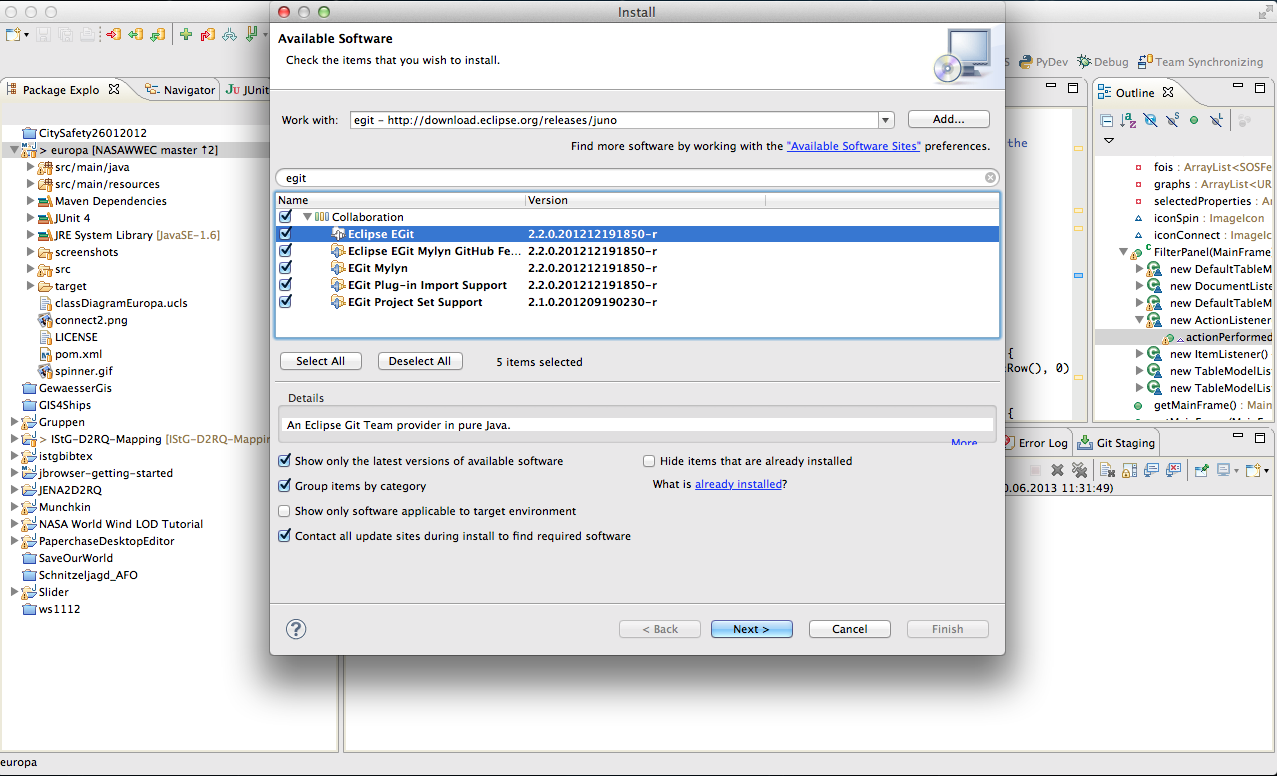 Install
Available Software
Check the items that you wish to install.
Work with: egit - http://download.eclipse.org/releases/juno Add...
Find more software by working with the "Available Software Sites" preferences.
egit
Name Version
Collaboration
Eclipse EGit 2.2.0.201212191850-r
Eclipse EGit Mylyn GitHub Fe... 2.2.0.201212191850-r
EGit Mylyn 2.2.0.201212191850-r
EGit Plug-in Import Support 2.2.0.201212191850-r
EGit Project Set Support 2.1.0.201209190230-r
Select All Deselect All 5 items selected
Details
An Eclipse Git Team provider in pure Java.
More
Show only the latest versions of available software
Hide items that are already installed
Group items by category
What is already installed?
Show only software applicable to target environment
Contact all update sites during install to find required software
< Back Next > Cancel Finish
Package Explo Navigator JUnit
CitySafety26012012
> europa [NASAWWEC master ↑2]
src/main/java
src/main/resources
Maven Dependencies
JUnit 4
JRE System Library [JavaSE-1.6]
screenshots
src
target
classDiagramEuropa.ucls
connect2.png
LICENSE
pom.xml
spinner.gif
GewaesserGis
GIS4Ships
Gruppen
> IStG-D2RQ-Mapping [IStG-D2RQ-Mappin
istgbibtex
jbrowser-getting-started
JENA2D2RQ
Munchkin
NASA World Wind LOD Tutorial
PaperchaseDesktopEditor
SaveOurWorld
Schnitzeljagd_AFO
Slider
ws1112
europa
PyDev Debug Team Synchronizing
the
{
Row(), 0)
{
Outline
fois : ArrayList<SOSFe
graphs : ArrayList<UR
selectedProperties : Ar
iconSpin : ImageIcon
iconConnect : ImageIc
FilterPanel(MainFrame
new DefaultTableM
new DocumentListe
new DefaultTableM
new ActionListener
actionPerformed
new ItemListener()
new TableModelList
new TableModelList
getMainFrame() : Main
Error Log Git Staging
0.06.2013 11:31:49)